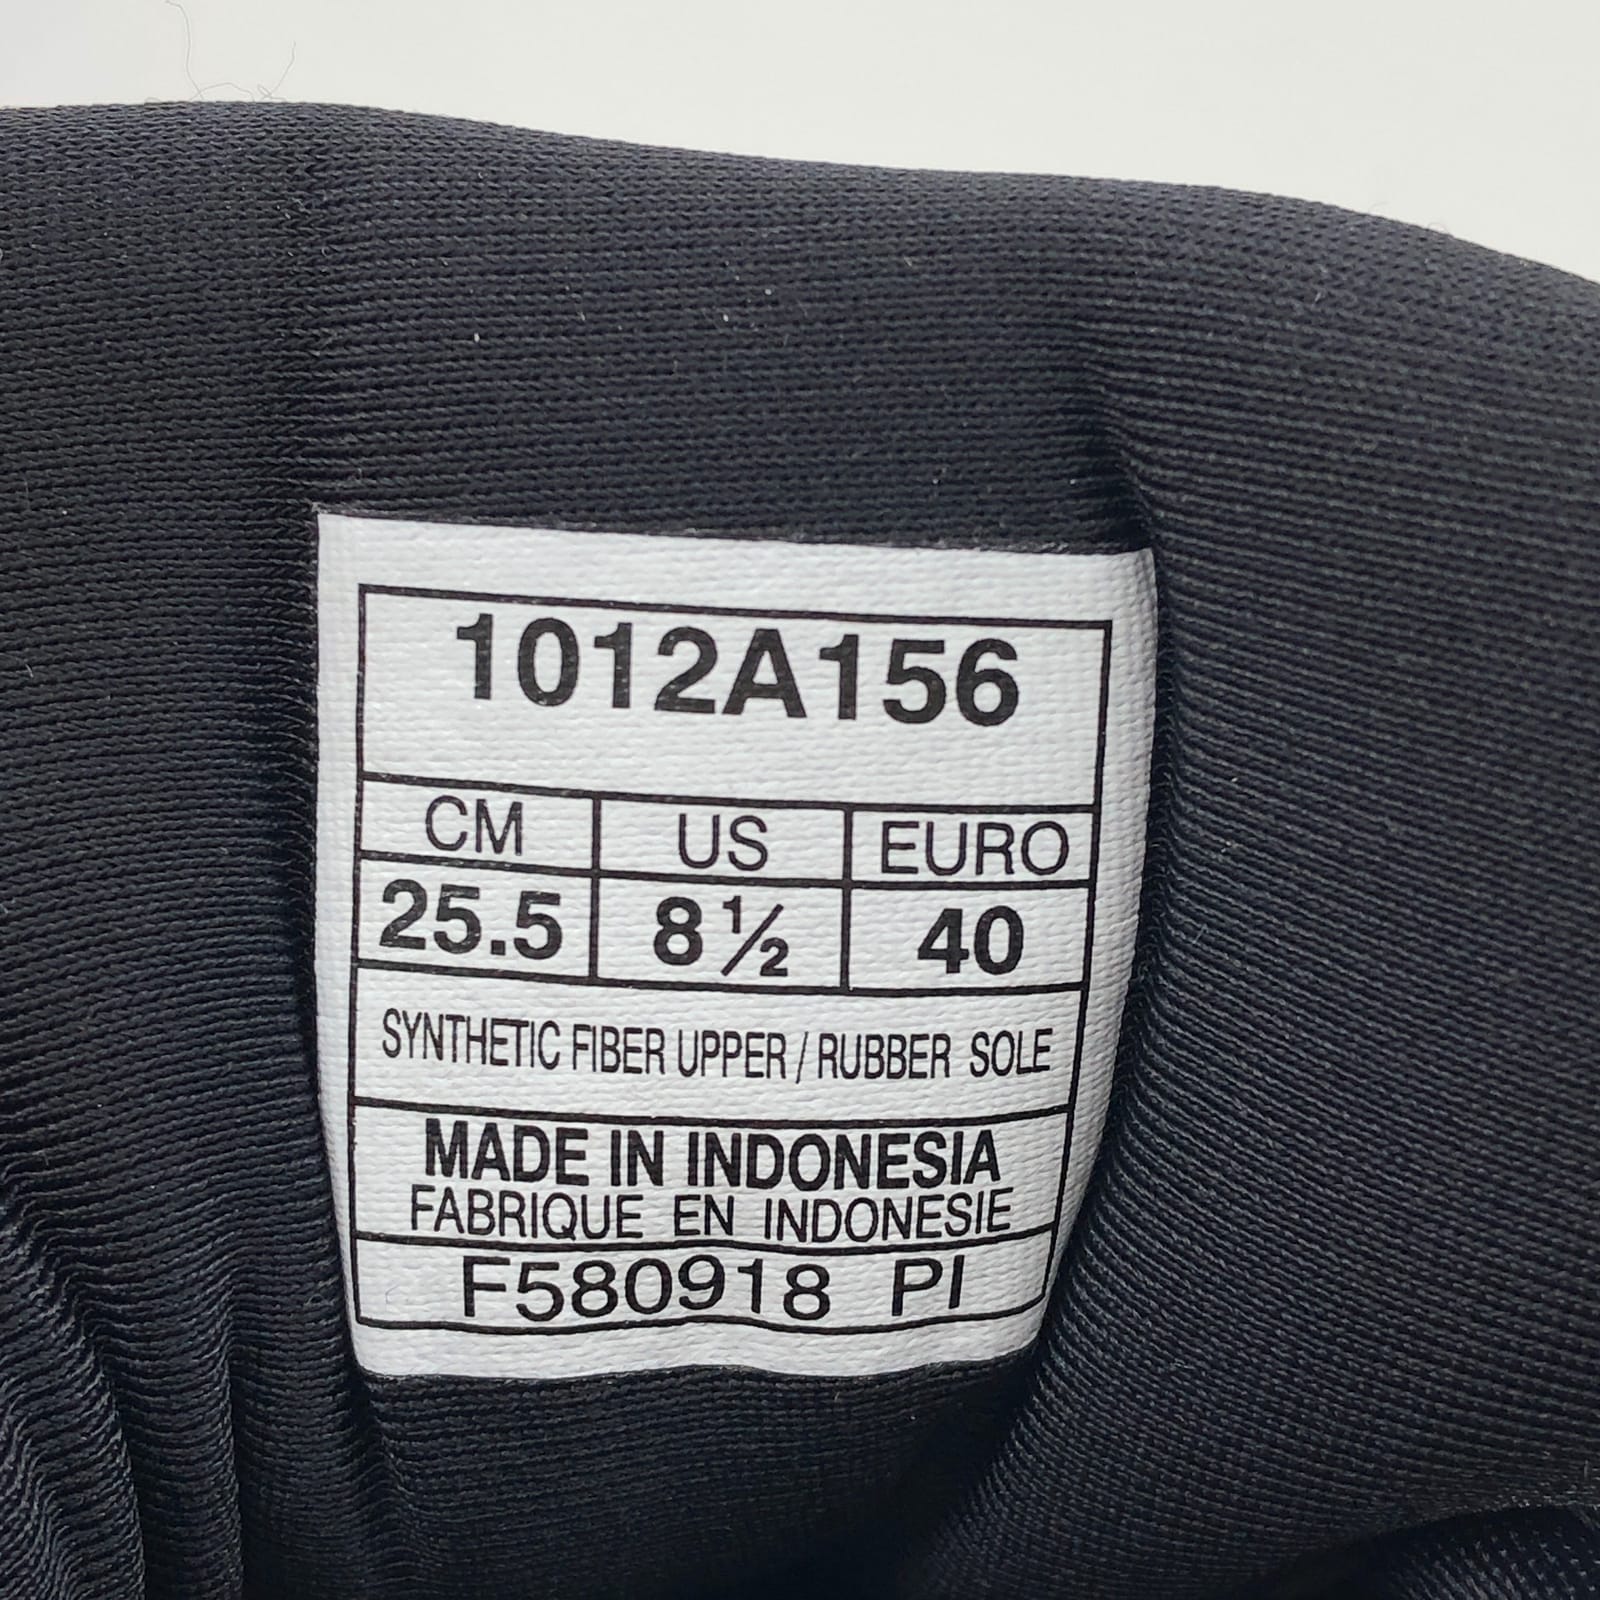 1012A156
CM US EURO
25.5 8½ 40
SYNTHETIC FIBER UPPER / RUBBER SOLE
MADE IN INDONESIA
FABRIQUE EN INDONESIE
F580918 PI